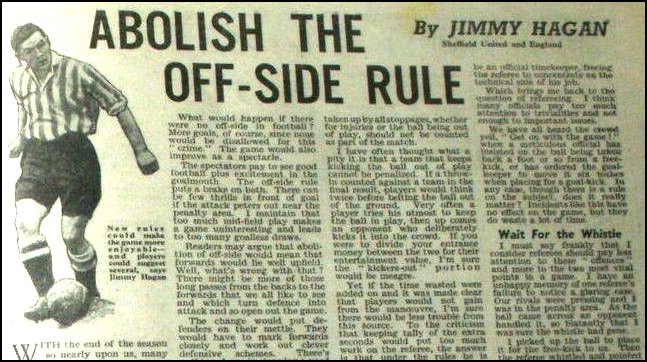 ABOLISH THE
OFF-SIDE RULE
By JIMMY HAGAN
Sheffield United and England
New rules
could make
the game more
enjoyable—
and players
could suggest
several, says
Jimmy Hagan
WITH the end of the season
so nearly upon us, many
What would happen if there
were no off-side in football?
More goals, of course, since none
would be disallowed for this
"crime." The game would also
improve as a spectacle.
The spectators pay to see good
football plus excitement in the
goalmouth. The off-side rule
puts a brake on both. There can
be few thrills in front of goal
if the attack peters out near the
penalty area. I maintain that
too much mid-field play makes
a game uninteresting and leads
to too many goalless draws.
Readers may argue that aboli-
tion of off-side would mean that
forwards would lie well upfield.
Well, what's wrong with that?
There might be more of those
long passes from the backs to the
forwards that we all like to see
and which turn defence into
attack and so open out the game.
The change would put de-
fenders on their mettle. They
would have to mark forwards
closely and work out clever
defensive schemes. There's
taken up by all stoppages, whether
for injuries or the ball being out
of play, should not be counted
as part of the match.
I have often thought what a
pity it is that a team that keeps
kicking the ball out of play
cannot be penalised. If a throw-
in counted against a team in the
final result, players would think
twice before belting the ball out
of the ground. Very often a
player tries his utmost to keep
the ball in play, then up comes
an opponent who deliberately
kicks it into the crowd. If you
were to divide your entrance
money between the two for their
entertainment value, I'm sure
the kickers-out portion
would be meagre.
Yet if the time wasted were
added on and it was made clear
that players would not gain
from the manœuvre, I'm sure
there would be less trouble from
this source. To the criticism
that keeping tally of the extra
seconds would put too much
work on the referee, the answer
is that under the rules he is
be an official timekeeper, freeing
the referee to concentrate on the
technical side of his job.
Which brings me back to the
question of refereeing. I think
many officials pay too much
attention to trivialities and not
enough to important issues.
We have all heard the crowd
yell, "Get on with the game!"
when a meticulous official has
insisted on the ball being taken
back a foot or so from a free-
kick, or has ordered the goal-
keeper to move it six inches
when placing for a goal-kick. In
any case, though there is a rule
on the subject, does it really
matter? Incidents like this have
no effect on the game, but they
do waste a lot of time.
Wait For the Whistle
I must say frankly that I
consider referees should pay less
attention to these
and more to the two most vital
points in a game. I have an
unhappy memory of one referee's
failure to notice a glaring case.
Our rivals were pressing and I
was in the penalty area. As the
ball came across an opponent
handled it, so blatantly that I
was sure the whistle had gone.
I picked up the ball to place it
for the free-kick to us. Then
the referee whistled and pointed